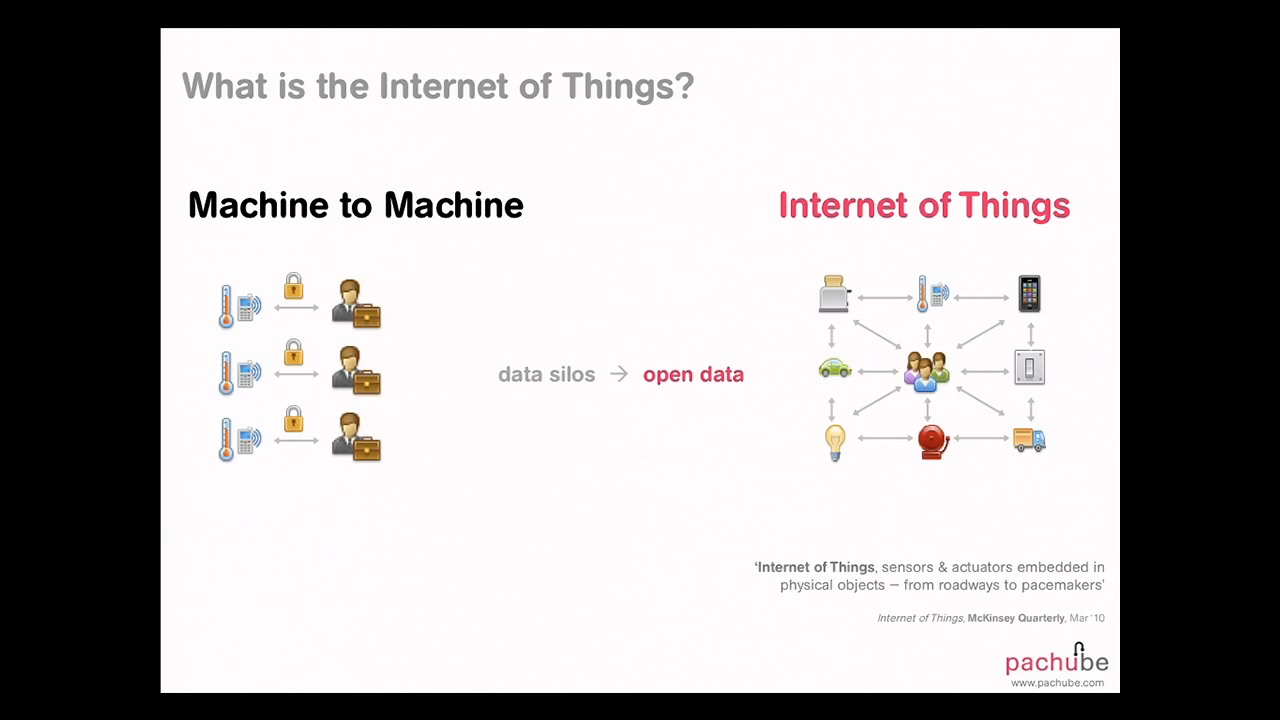 What is the Internet of Things?
Machine to Machine
Internet of Things
data silos → open data
‘Internet of Things, sensors & actuators embedded in
physical objects – from roadways to pacemakers’
Internet of Things, McKinsey Quarterly, Mar ‘10
pachube
www.pachube.com